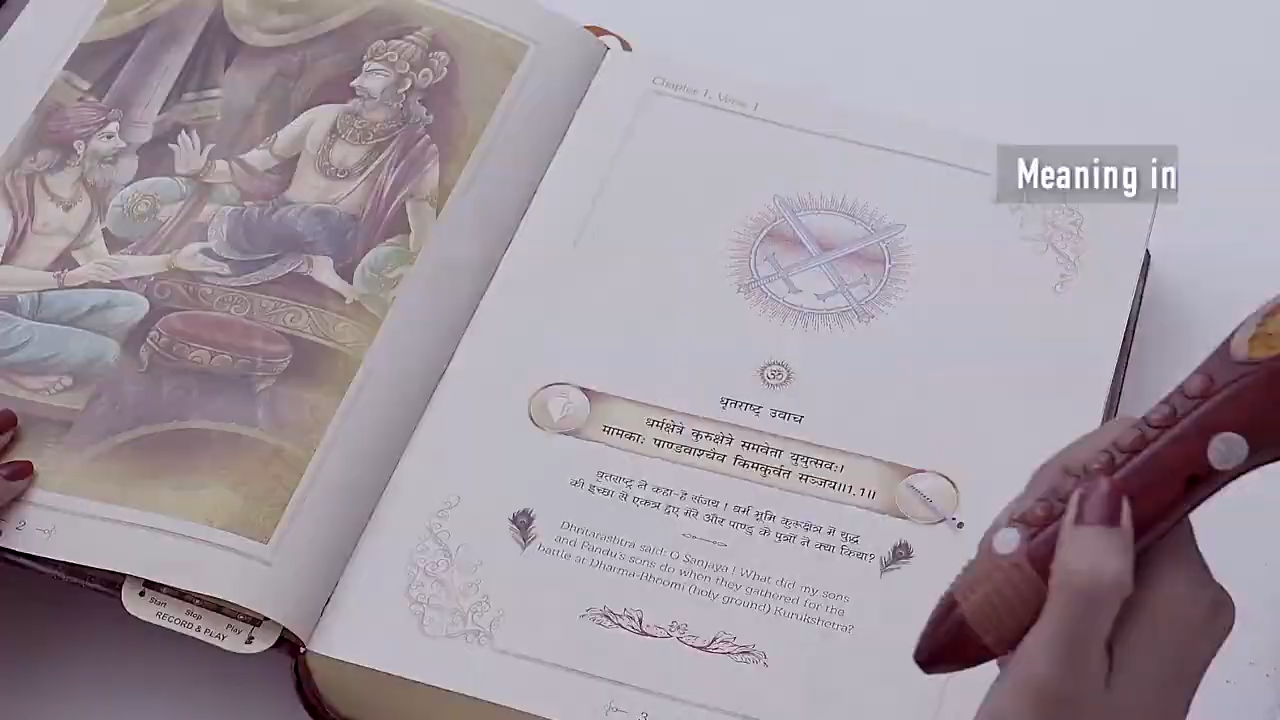 Chapter 1, Verse 1
Meaning in
ॐ
धृतराष्ट्र उवाच
धर्मक्षेत्रे कुरुक्षेत्रे समवेता युयुत्सवः।
मामकाः पाण्डवाश्चैव किमकुर्वत सञ्जय।।1.1।।
धृतराष्ट्र ने कहा-हे संजय ! धर्म भूमि कुरूक्षेत्र में युद्ध
की इच्छा से एकत्र हुए मेरे और पाण्डु के पुत्रों ने क्या किया?
Dhritarashtra said: O Sanjaya ! What did my sons
and Pandu's sons do when they gathered for the
battle at Dharma-Bhoomi (holy ground) Kurukshetra?
2
Start Stop Play
RECORD & PLAY
3